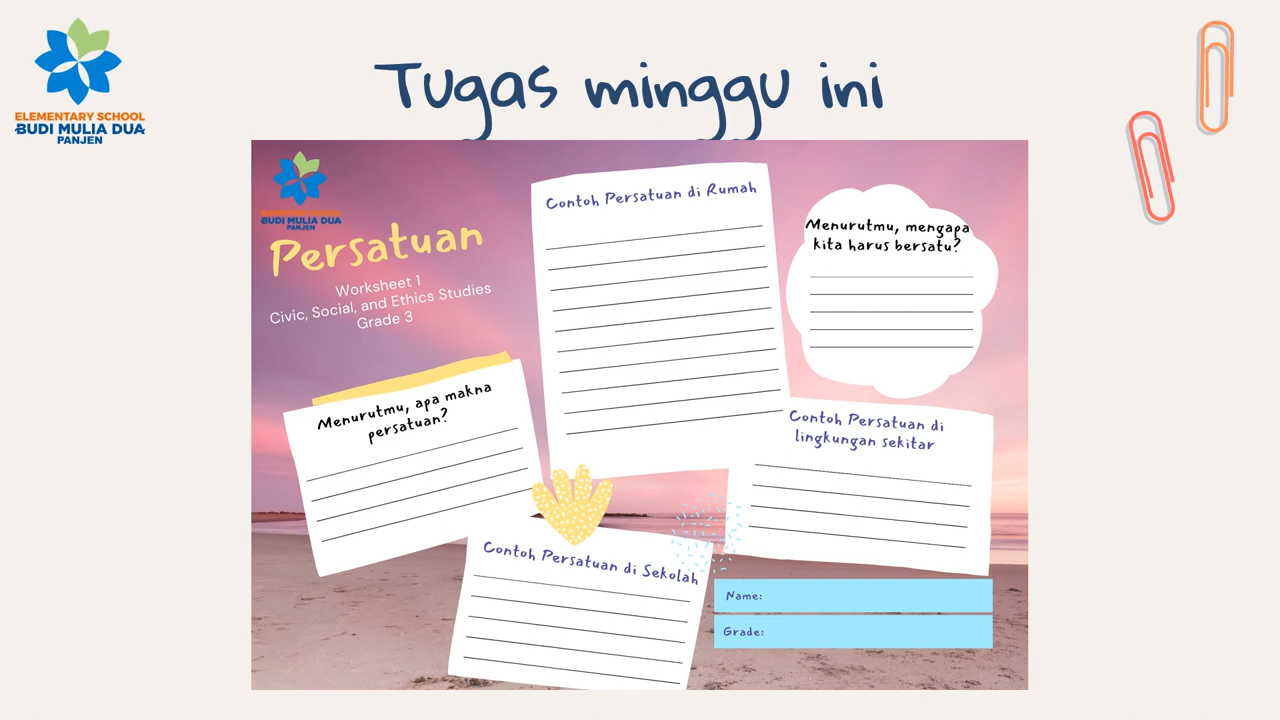 ELEMENTARY SCHOOL
BUDI MULIA DUA
PANJEN
Tugas minggu ini
BUDI MULIA DUA
PANJEN
Persatuan
Worksheet 1
Civic, Social, and Ethics Studies
Grade 3
Contoh Persatuan di Rumah
Menurutmu, mengapa
kita harus bersatu?
Menurutmu, apa makna
persatuan?
Contoh Persatuan di
lingkungan sekitar
Contoh Persatuan di Sekolah
Name:
Grade: